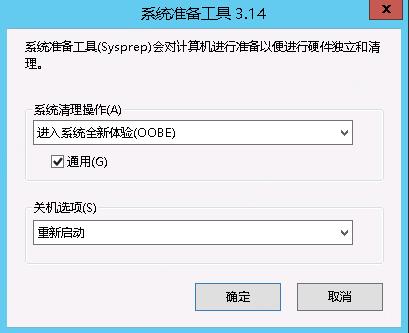 系统准备工具 3.14
x
系统准备工具(Sysprep)会对计算机进行准备以便进行硬件独立和清
理。
系统清理操作(A)
进入系统全新体验(OOBE)
通用(G)
关机选项(S)
重新启动
确定
取消